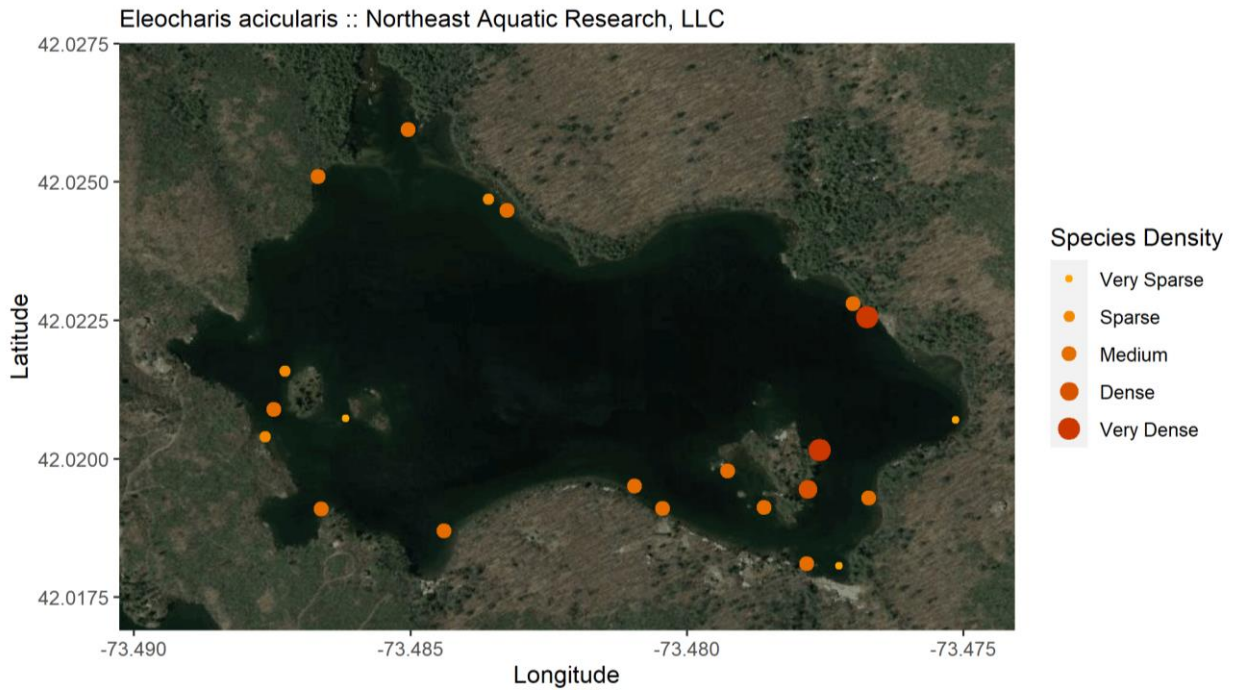 Eleocharis acicularis :: Northeast Aquatic Research, LLC
42.0275
42.0250
42.0225
42.0200
42.0175
Latitude
-73.490
-73.485
-73.480
-73.475
Longitude
Species Density
Very Sparse
Sparse
Medium
Dense
Very Dense